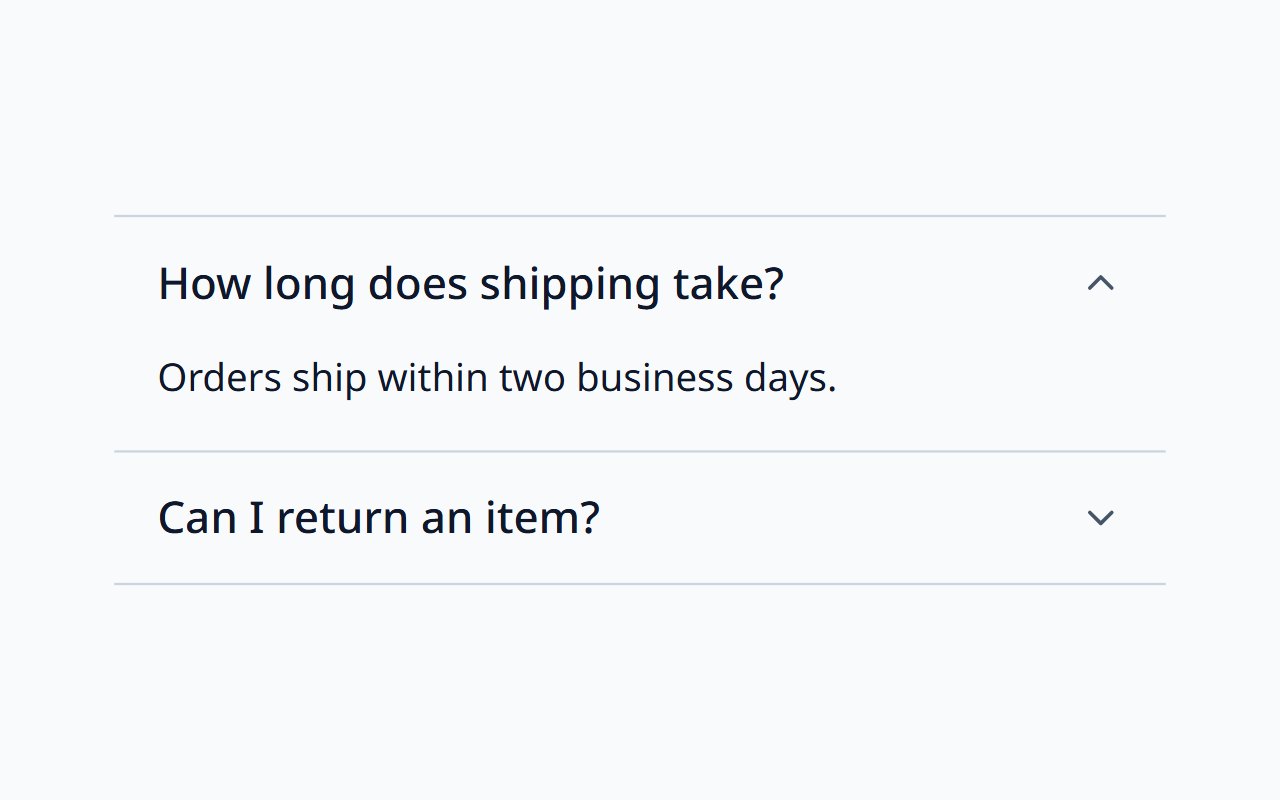 How long does shipping take?
Orders ship within two business days.
Can I return an item?